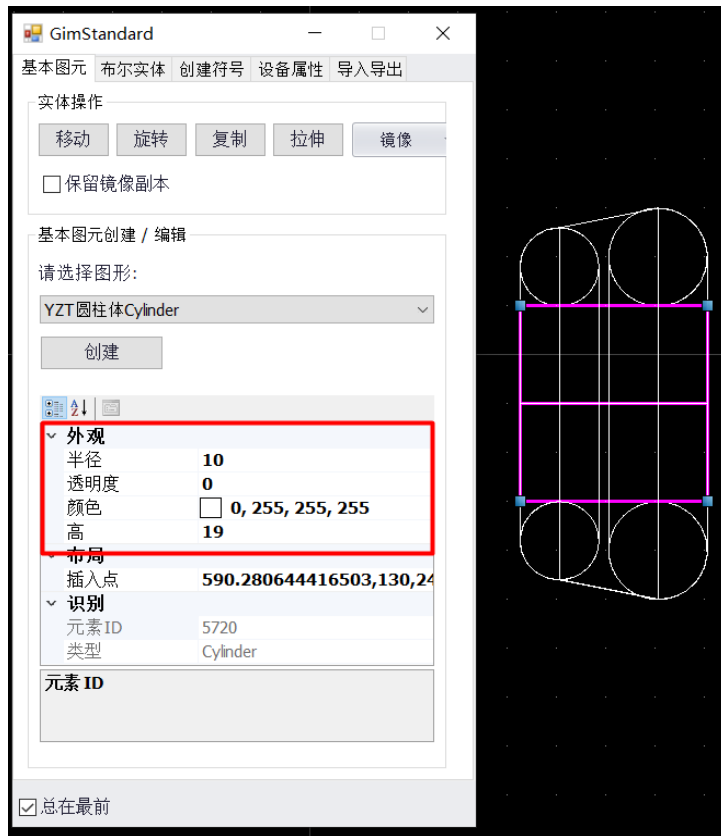 GimStandard
基本图元 布尔实体 创建符号 设备属性 导入导出
实体操作
移动 旋转 复制 拉伸 镜像
保留镜像副本
基本图元创建 / 编辑
请选择图形:
YZT圆柱体Cylinder
创建
外观
半径 10
透明度 0
颜色 0, 255, 255, 255
高 19
布局
插入点 590.280644416503,130,24
识别
元素ID 5720
类型 Cylinder
元素 ID
总在最前